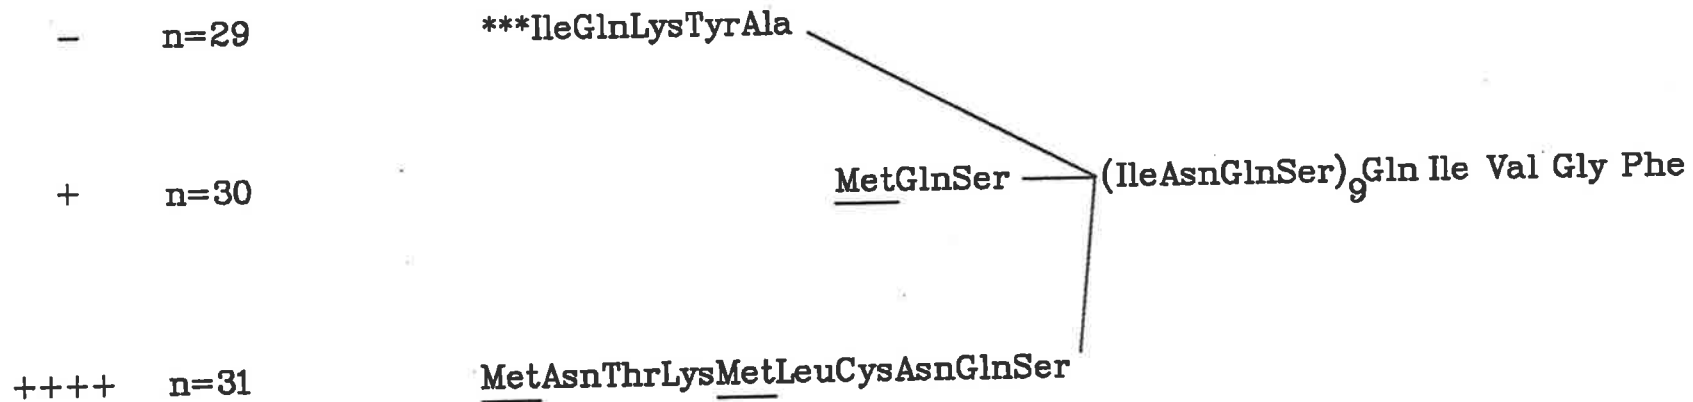 − n=29 ***IleGlnLysTyrAla
+ n=30 MetGlnSer (IleAsnGlnSer)9Gln Ile Val Gly Phe
++++ n=31 MetAsnThrLysMetLeuCysAsnGlnSer